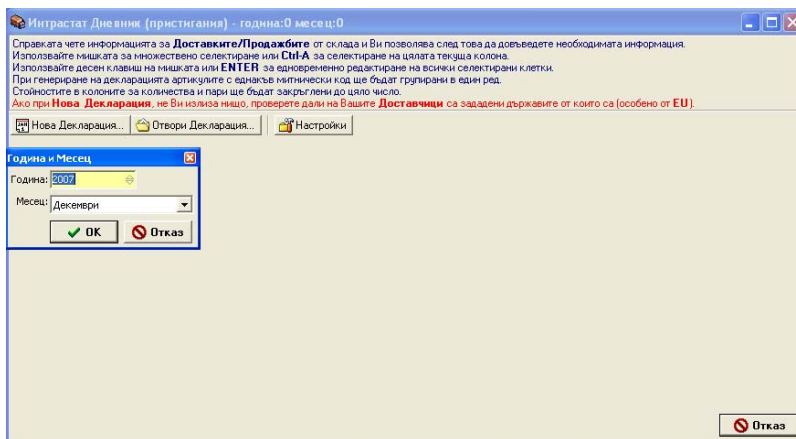 Интрастат Дневник (пристигания) - година:0 месец:0
Справката чете информацията за Доставките/Продажбите от склада и Ви позволява след това да довъведете необходимата информация.
Използвайте мишката за множествено селектиране или Ctrl-A за селектиране на цялата текуща колона.
Използвайте десен клавиш на мишката или ENTER за едновременно редактиране на всички селектирани клетки.
При генериране на декларацията артикулите с еднакъв митнически код ще бъдат групирани в един ред.
Стойностите в колоните за количества и пари ще бъдат закръглени до цяло число.
Ако при Нова Декларация, не Ви излиза нищо, проверете дали на Вашите Доставчици са зададени държавите от които са (особено от EU).
Нова Декларация... Отвори Декларация... Настройки
Година и Месец
Година: 2007
Месец: Декември
OK Отказ
Отказ